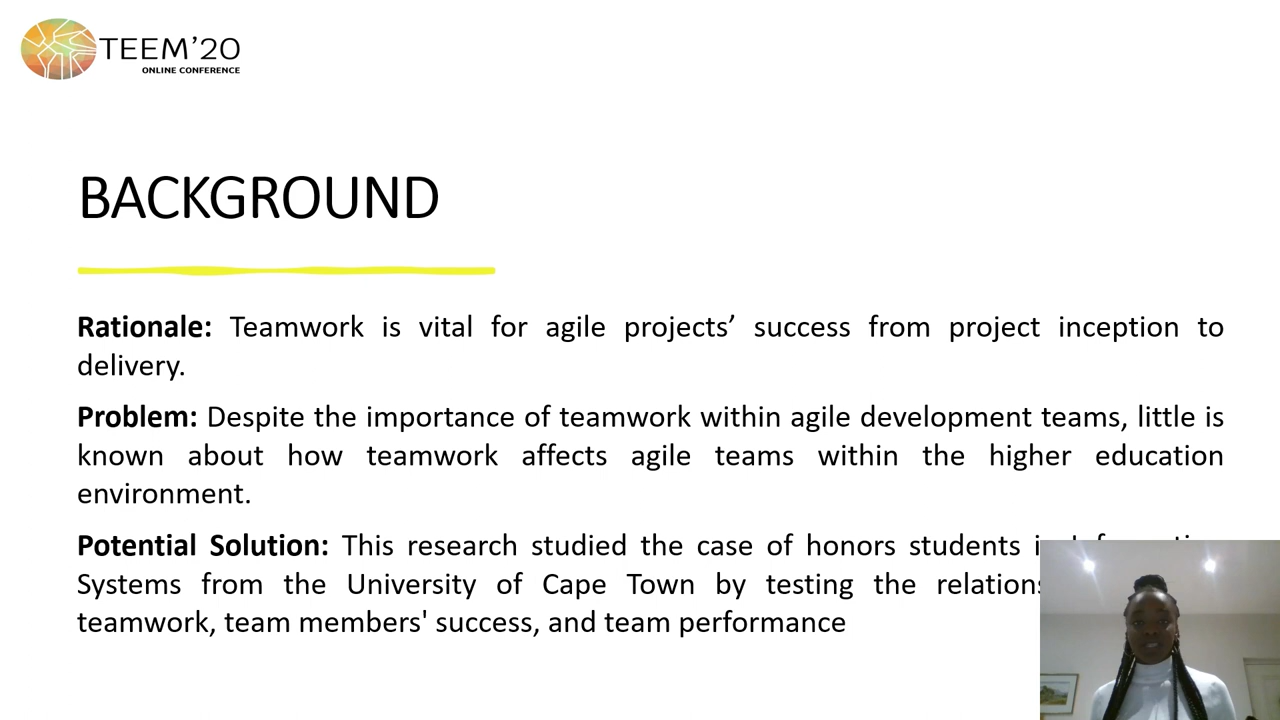 TEEM'20
ONLINE CONFERENCE
BACKGROUND
Rationale: Teamwork is vital for agile projects’ success from project inception to
delivery.
Problem: Despite the importance of teamwork within agile development teams, little is
known about how teamwork affects agile teams within the higher education
environment.
Potential Solution: This research studied the case of honors students
Systems from the University of Cape Town by testing the
teamwork, team members' success, and team performance